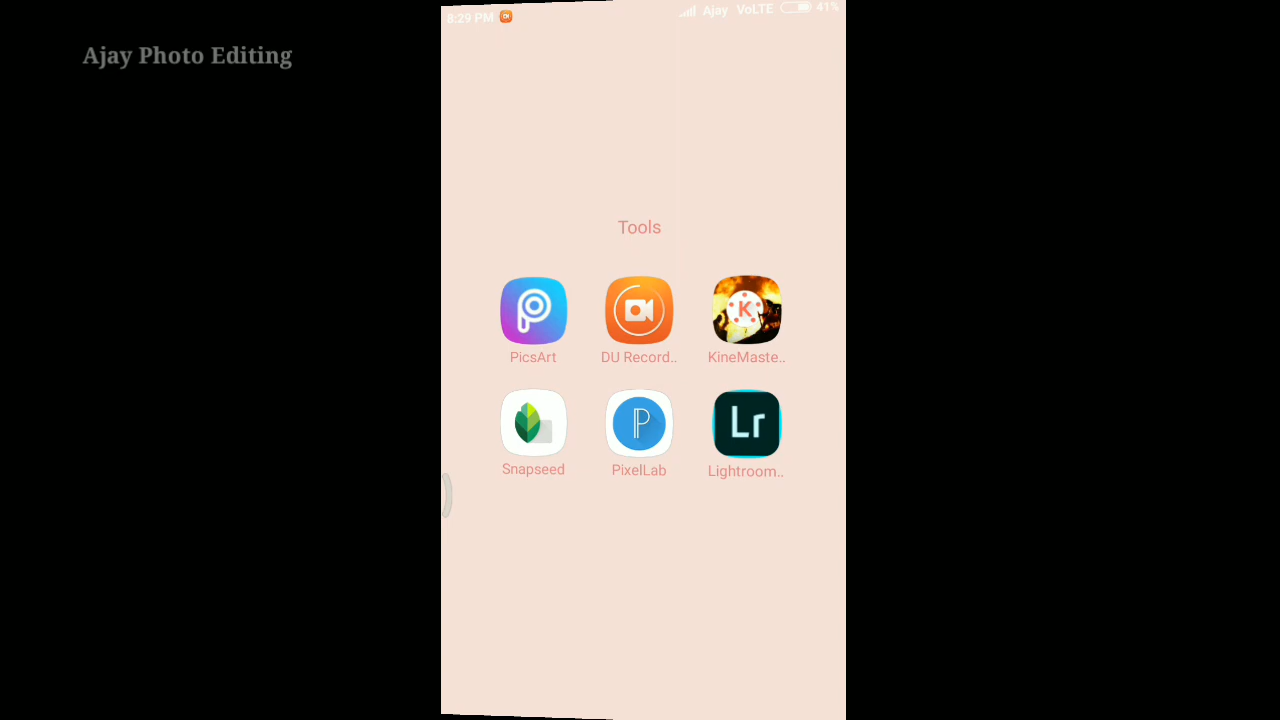 8:29 PM Ajay VoLTE 41%
Ajay Photo Editing
Tools
PicsArt DU Record.. KineMaste..
Snapseed PixelLab Lightroom..